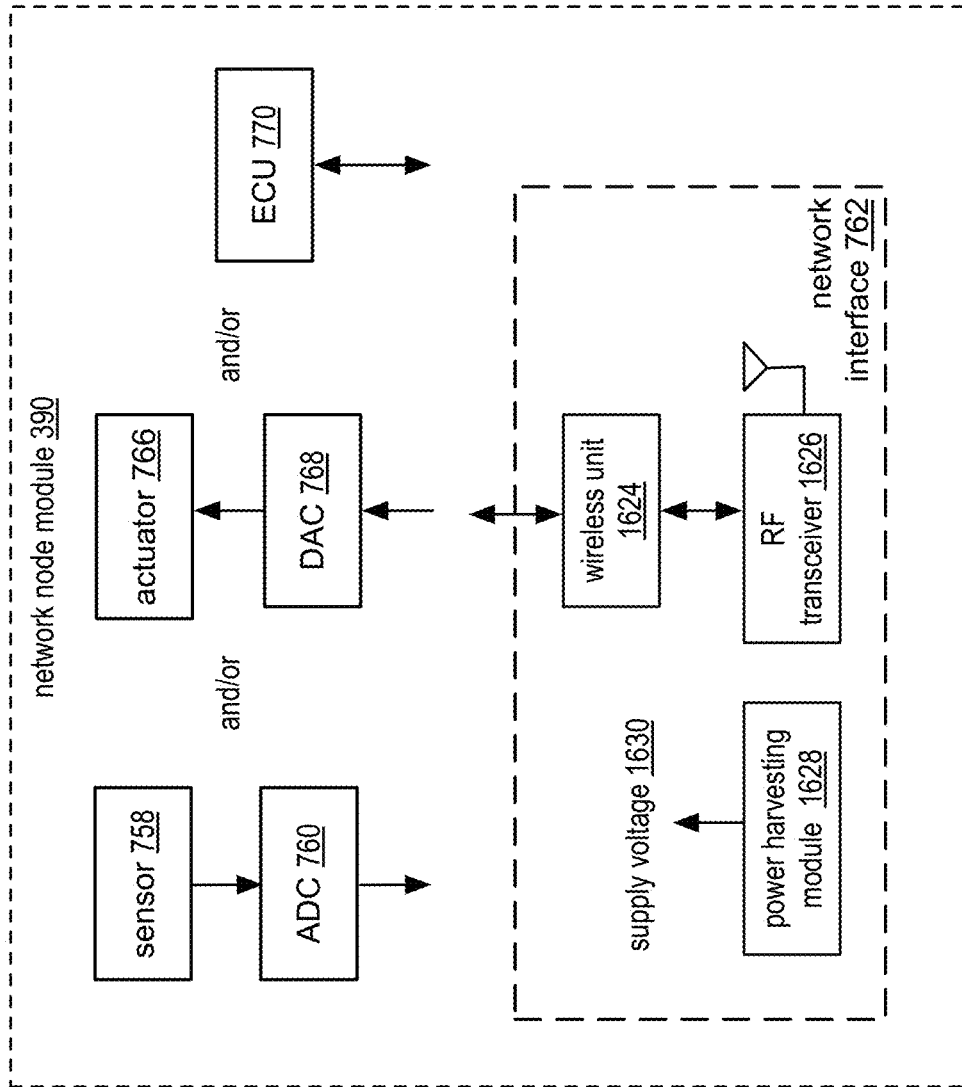 network node module 390
sensor 758
ADC 760
and/or
actuator 766
DAC 768
and/or
ECU 770
supply voltage 1630
power harvesting
module 1628
wireless unit
1624
RF
transceiver 1626
network
interface 762